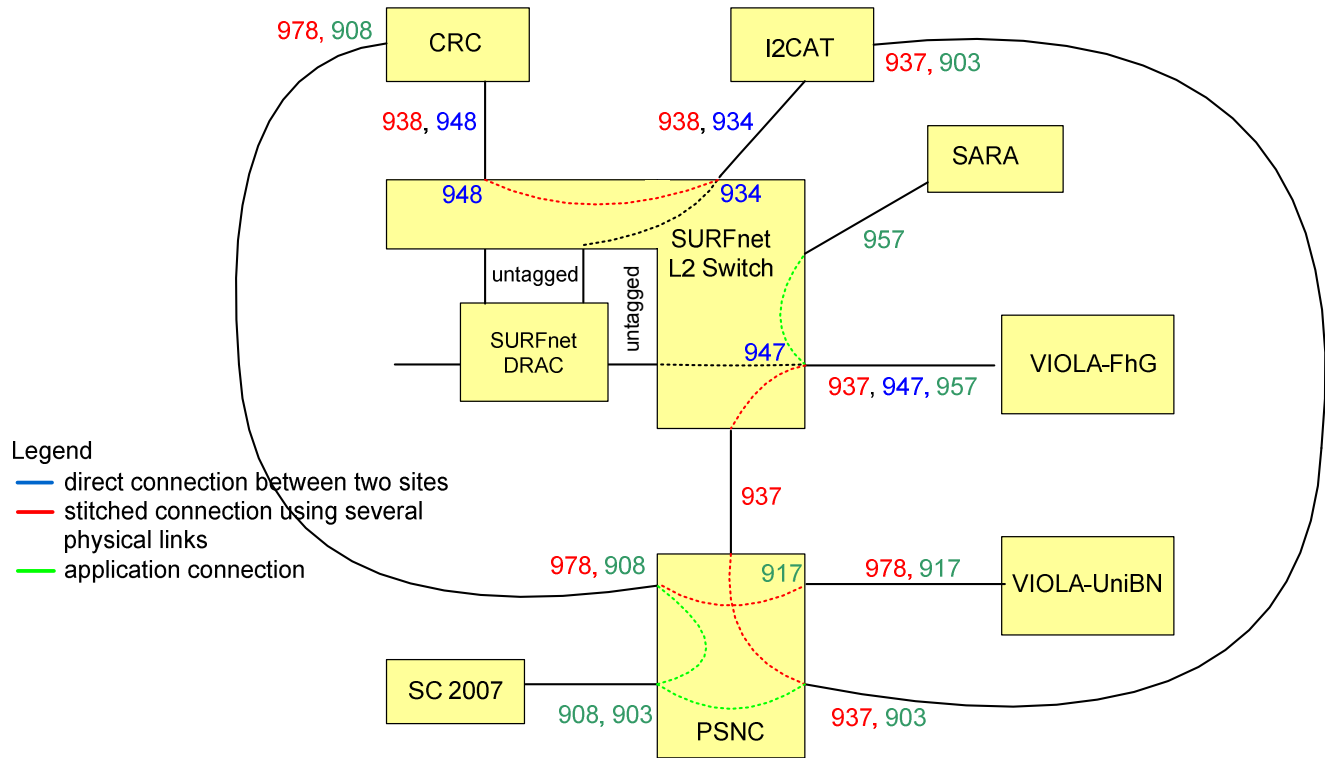 978, 908
CRC
I2CAT
937, 903
938, 948
938, 934
SARA
948
934
957
SURFnet
L2 Switch
untagged
untagged
SURFnet
DRAC
947
VIOLA-FhG
937, 947, 957
Legend
direct connection between two sites
stitched connection using several
physical links
application connection
937
978, 908
917
978, 917
VIOLA-UniBN
SC 2007
908, 903
PSNC
937, 903